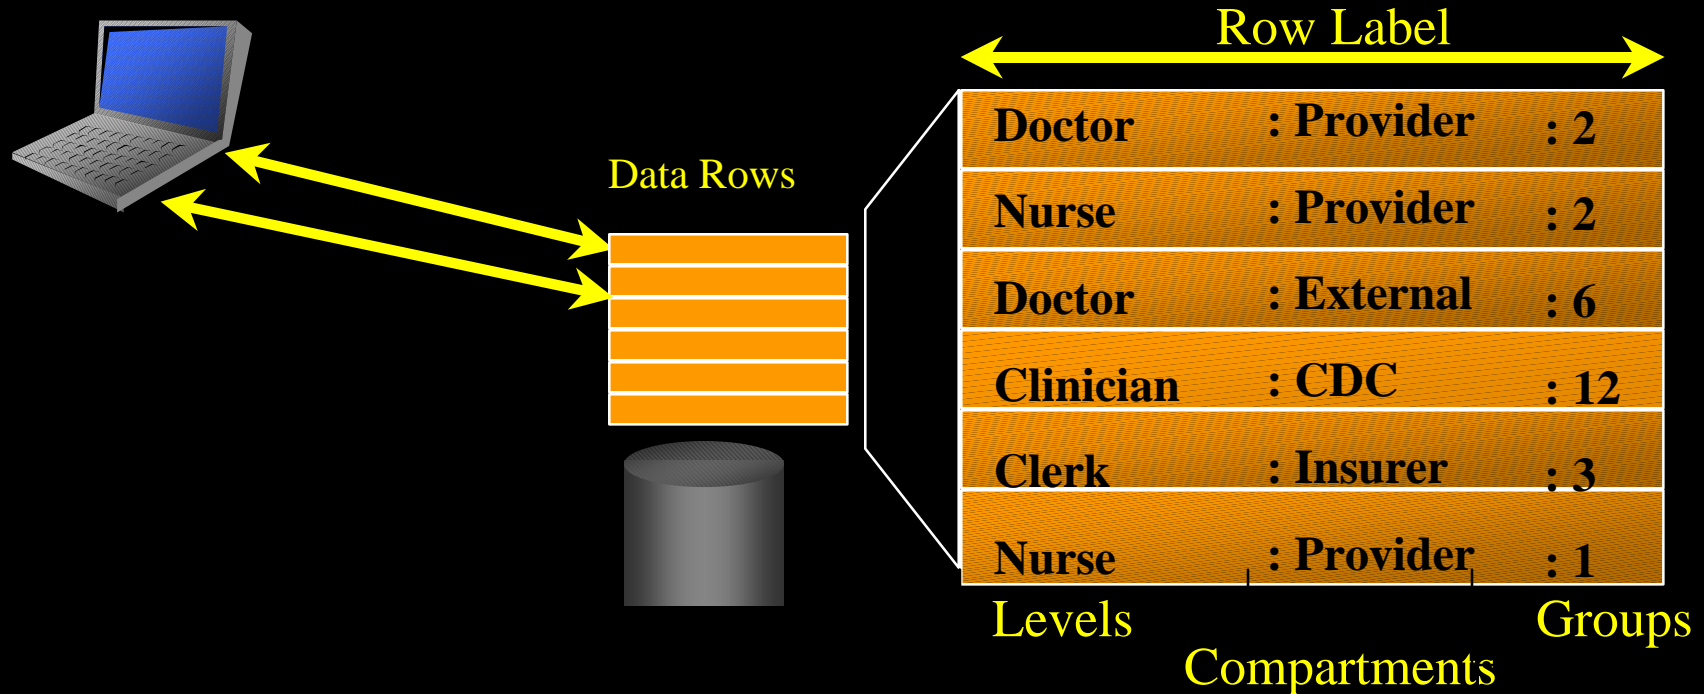 Row Label
Data Rows
Doctor : Provider : 2
Nurse : Provider : 2
Doctor : External : 6
Clinician : CDC : 12
Clerk : Insurer : 3
Nurse : Provider : 1
Levels
Groups
Compartments